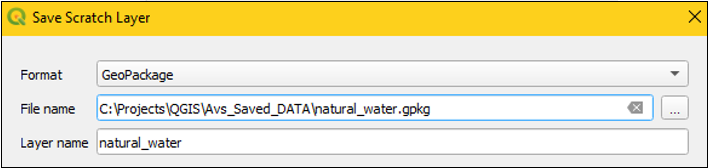 Save Scratch Layer
Format GeoPackage
File name C:\Projects\QGIS\Avs_Saved_DATA\natural_water.gpkg ...
Layer name natural_water